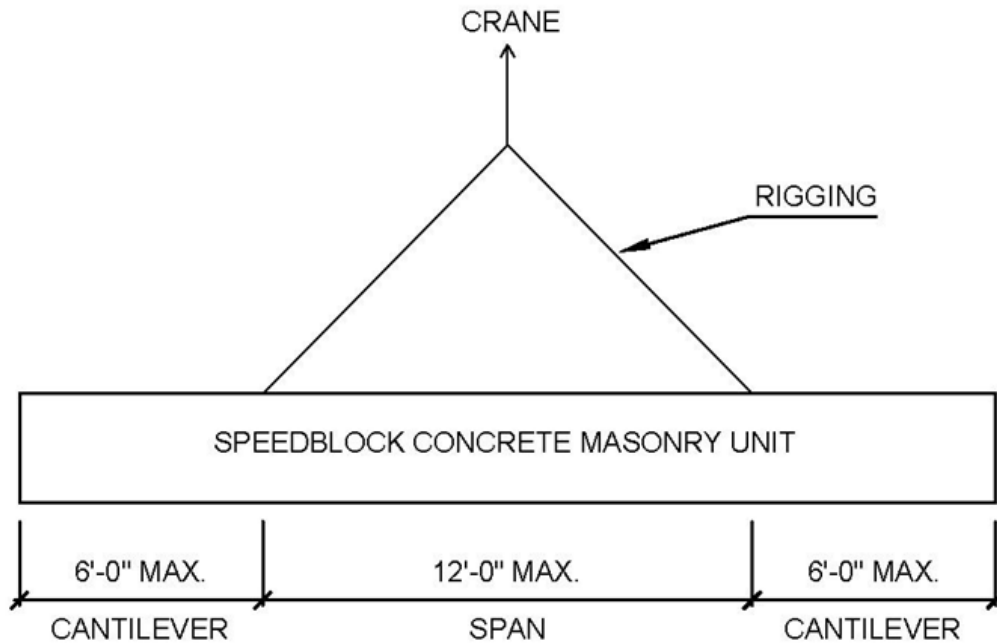 CRANE
RIGGING
SPEEDBLOCK CONCRETE MASONRY UNIT
6'-0" MAX.
12'-0" MAX.
6'-0" MAX.
CANTILEVER
SPAN
CANTILEVER